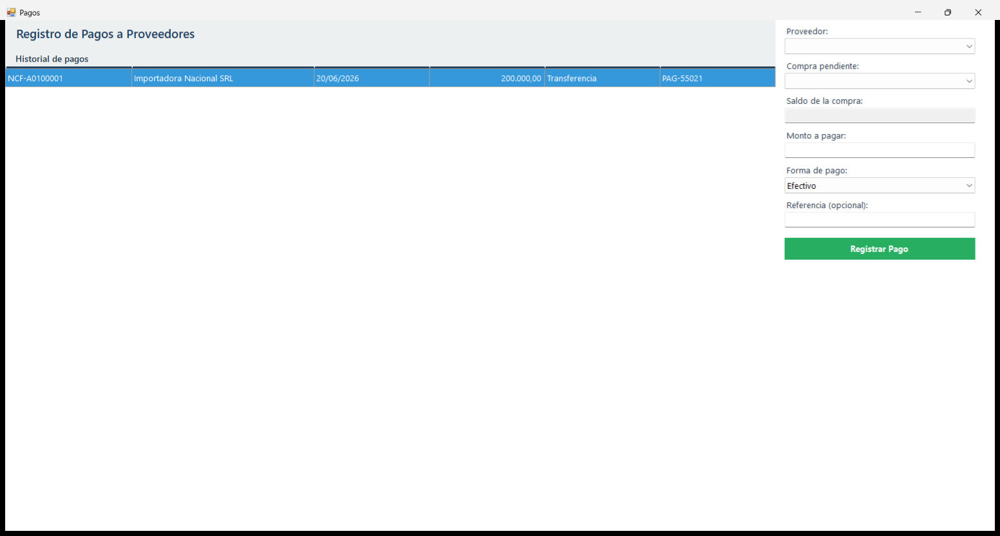 Pagos
Registro de Pagos a Proveedores
Historial de pagos
NCF-A0100001 Importadora Nacional SRL 20/06/2026 200.000,00 Transferencia PAG-55021
Proveedor:
Compra pendiente:
Saldo de la compra:
Monto a pagar:
Forma de pago:
Efectivo
Referencia (opcional):
Registrar Pago